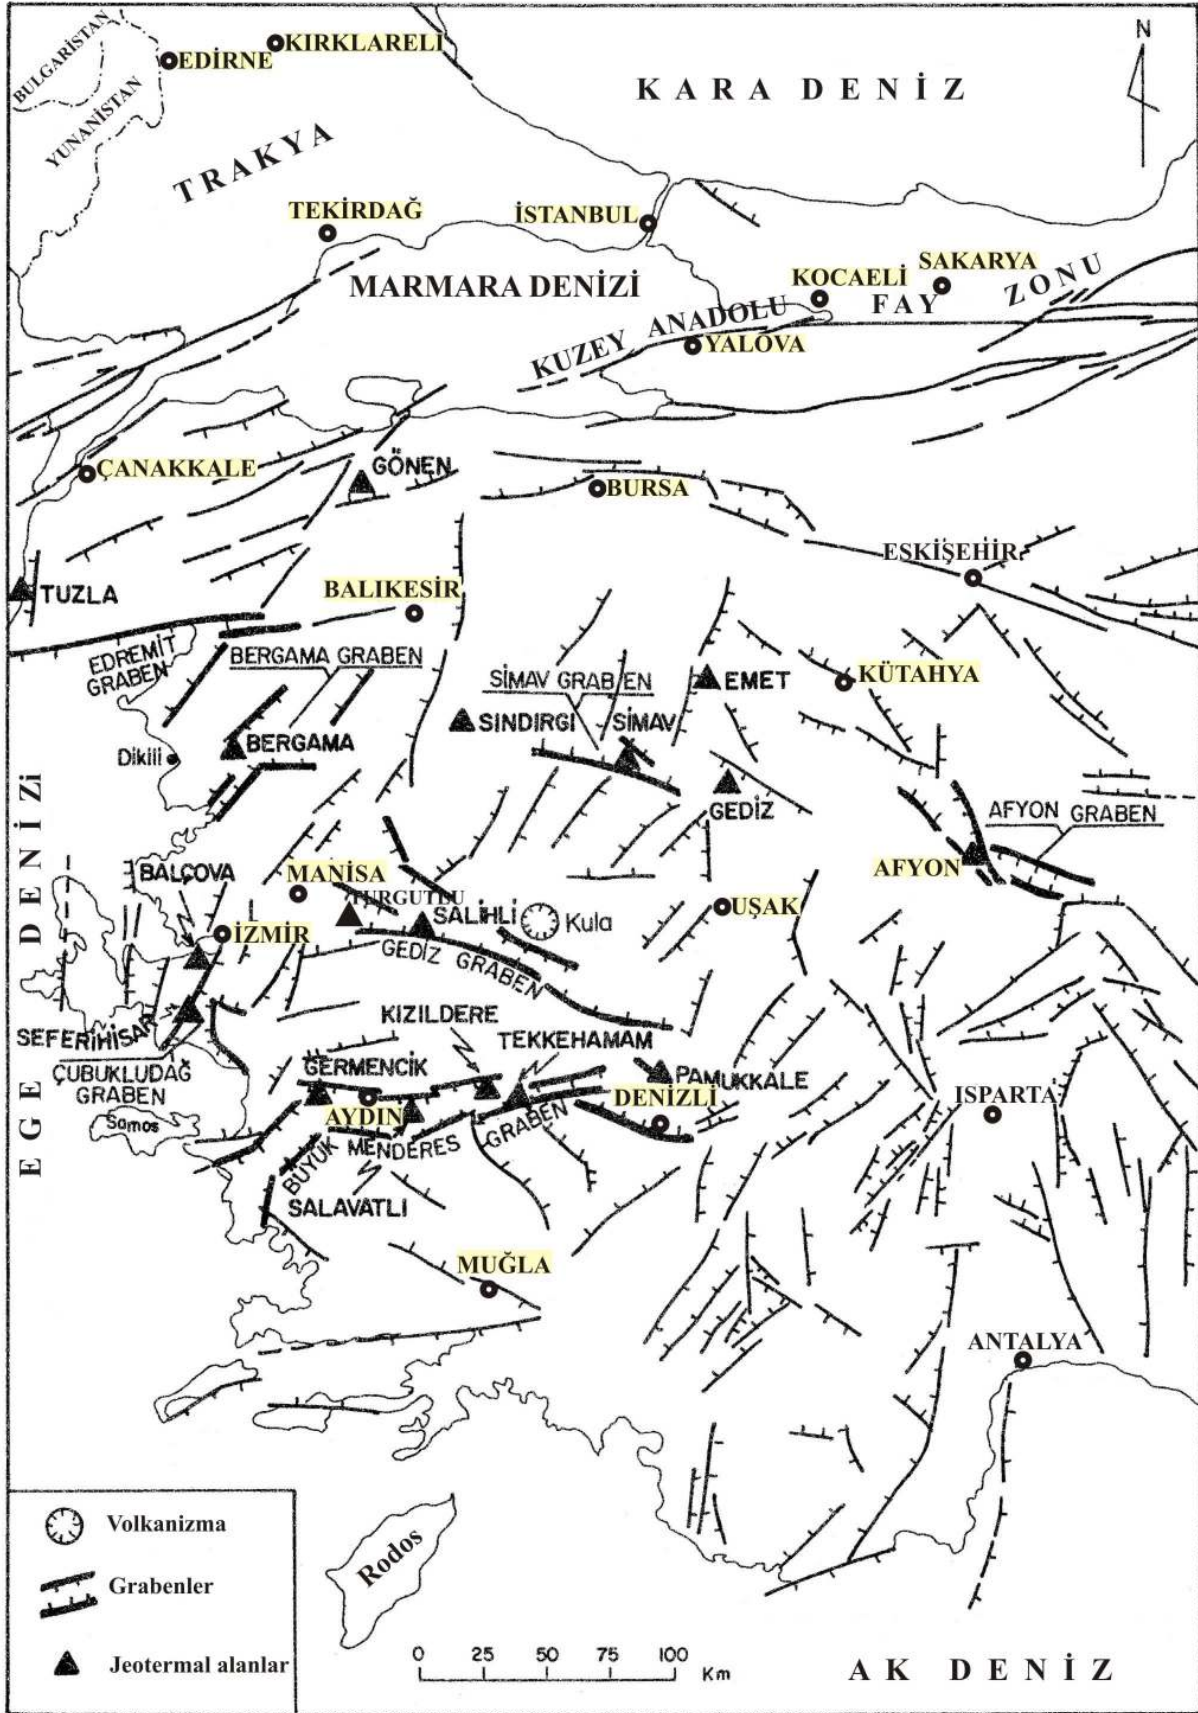 BULGARİSTAN
YUNANİSTAN
EDİRNE
KIRKLARELİ
KARA DENİZ
N
TRAKYA
TEKİRDAĞ
İSTANBUL
MARMARA DENİZİ
KOCAELİ
SAKARYA
KUZEY ANADOLU FAY ZONU
YALOVA
ÇANAKKALE
GÖNEN
BURSA
ESKİŞEHİR
TUZLA
BALIKESİR
EDREMİT
GRABEN
BERGAMA GRABEN
SİMAV GRABEN
EMET
KÜTAHYA
SINDIRGI
SİMAV
BERGAMA
Dikili
GEDİZ
AFYON GRABEN
AFYON
EGE DENİZİ
BALÇOVA
MANİSA
TURGUTLU
SALİHLİ
Kula
UŞAK
İZMİR
GEDİZ GRABEN
SEFERİHİSAR
KIZILDERE
TEKKEHAMAM
ÇUBUKLUDAĞ
GRABEN
GERMENCİK
PAMUKKALE
DENİZLİ
ISPARTA
Samos
AYDIN
BÜYÜK MENDERES GRABEN
SALAVATLI
MUĞLA
ANTALYA
Volkanizma
Grabenler
Jeotermal alanlar
Rodos
0 25 50 75 100
Km
AK DENİZ